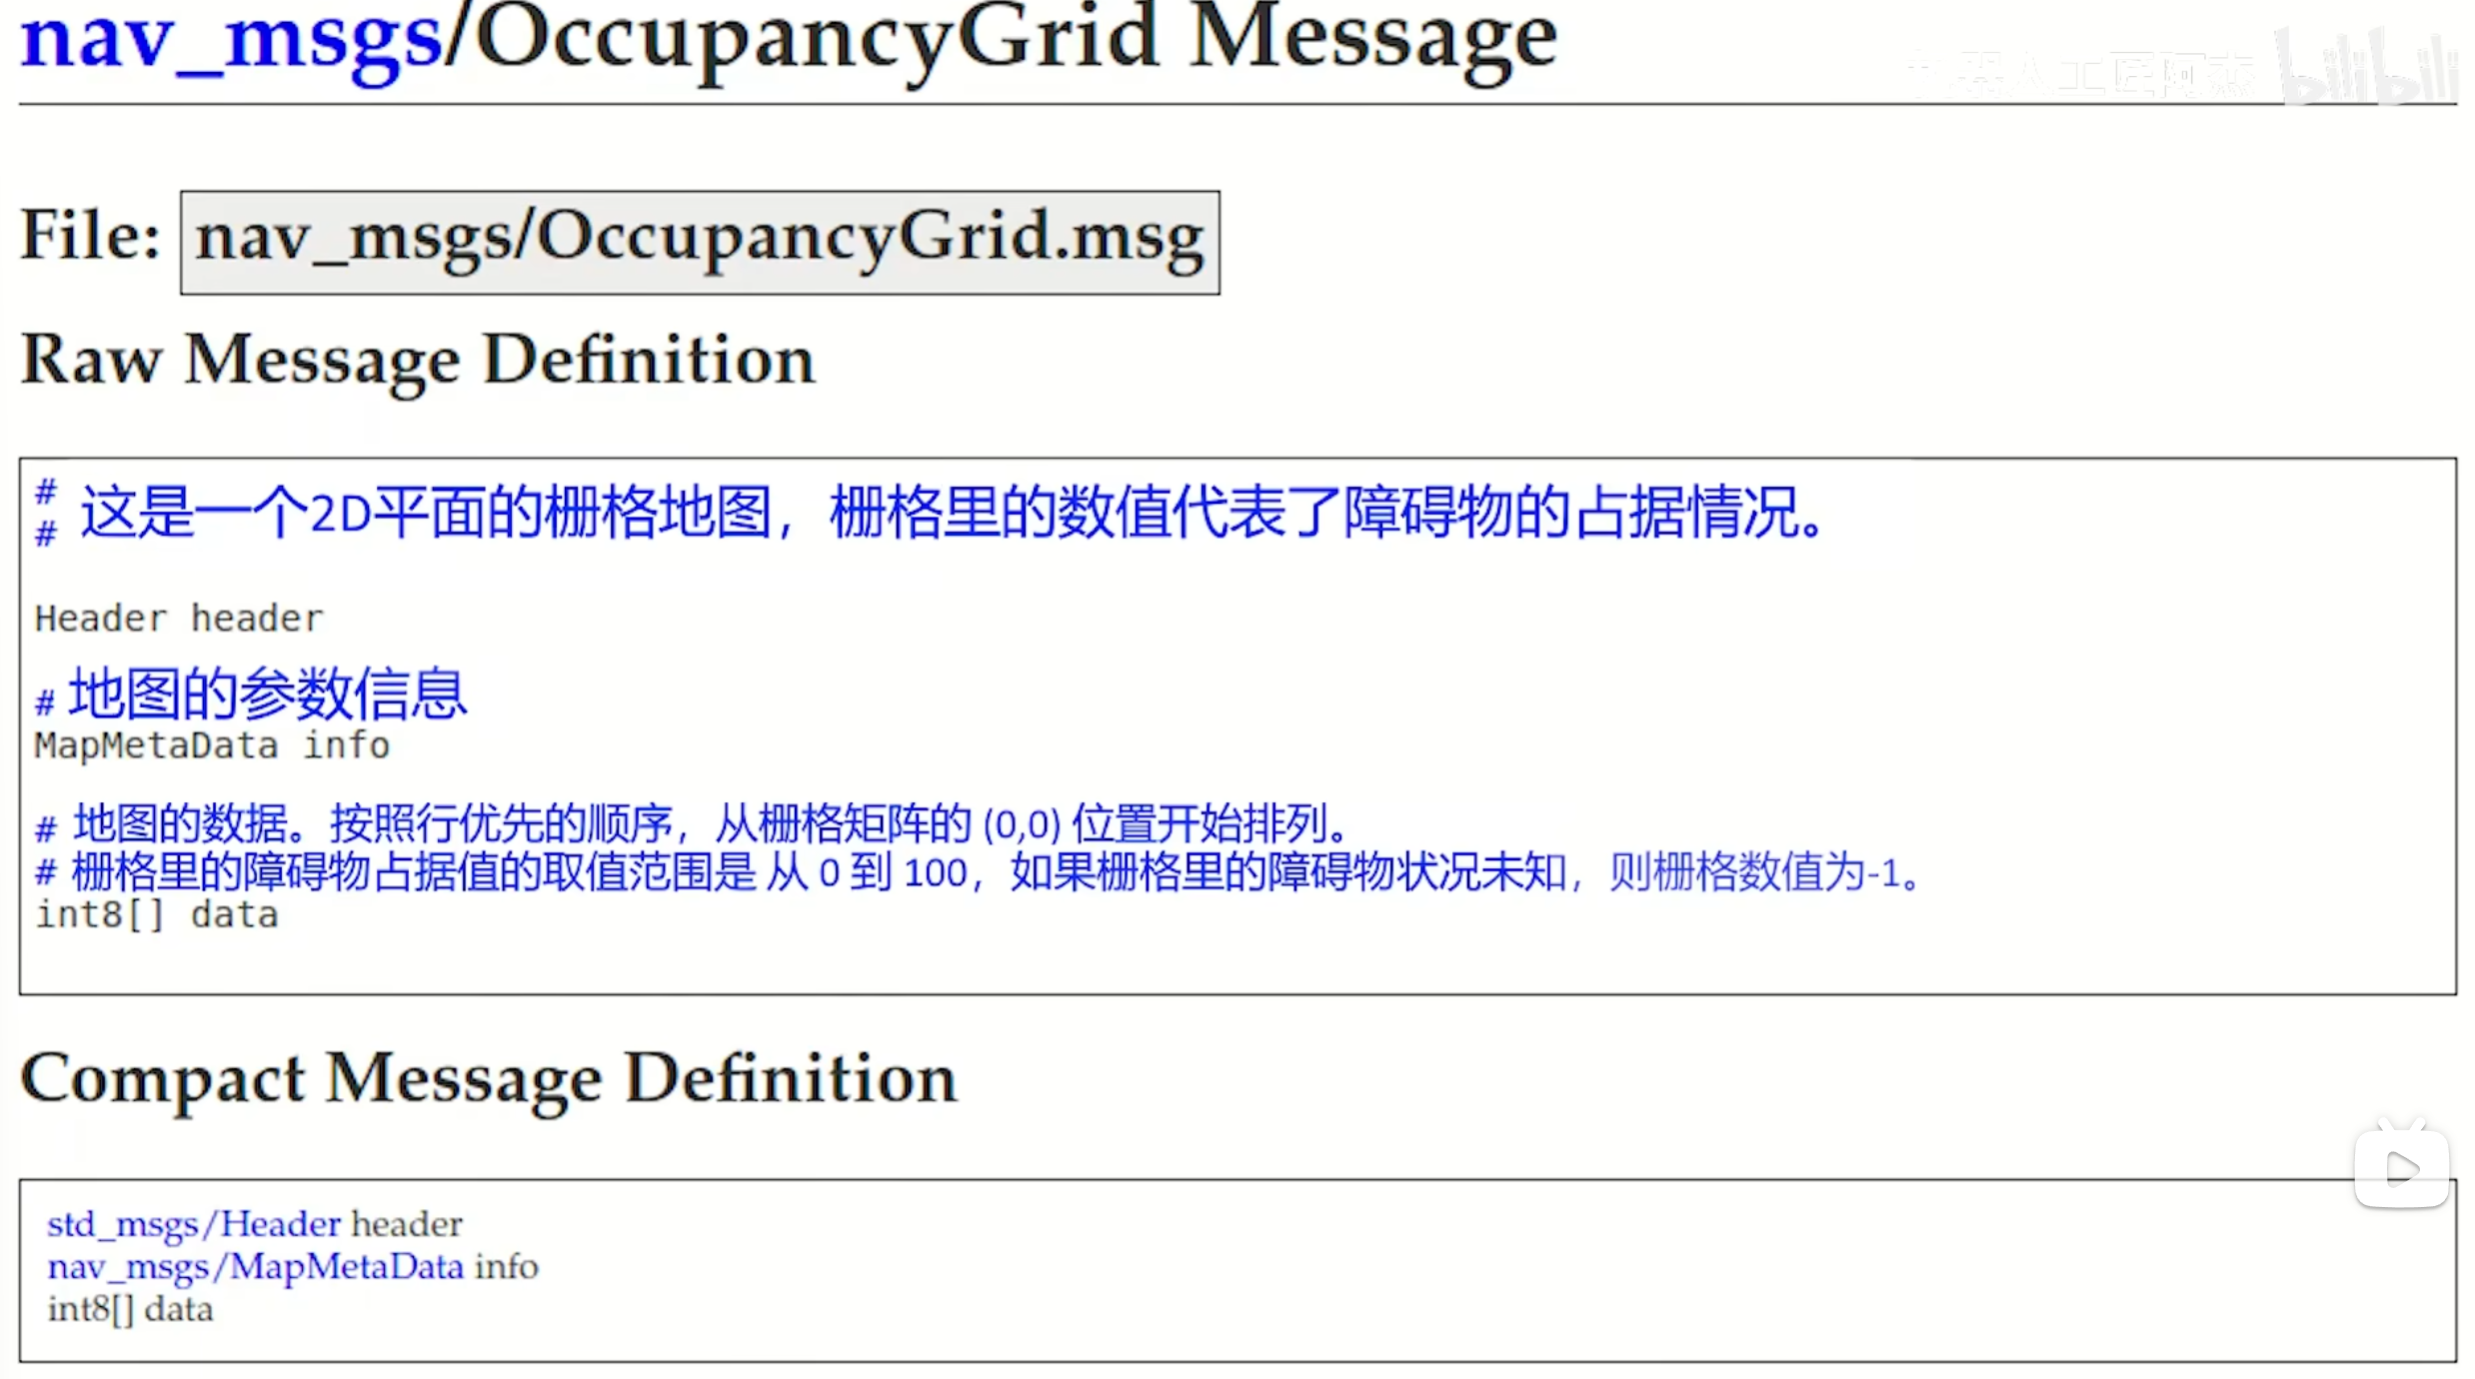 nav_msgs/OccupancyGrid Message
bilibili
File: nav_msgs/OccupancyGrid.msg
Raw Message Definition
#
# 这是一个2D平面的栅格地图，栅格里的数值代表了障碍物的占据情况。
Header header
# 地图的参数信息
MapMetaData info
# 地图的数据。按照行优先的顺序，从栅格矩阵的 (0,0) 位置开始排列。
# 栅格里的障碍物占据值的取值范围是 从 0 到 100，如果栅格里的障碍物状况未知，则栅格数值为-1。
int8[] data
Compact Message Definition
std_msgs/Header header
nav_msgs/MapMetaData info
int8[] data